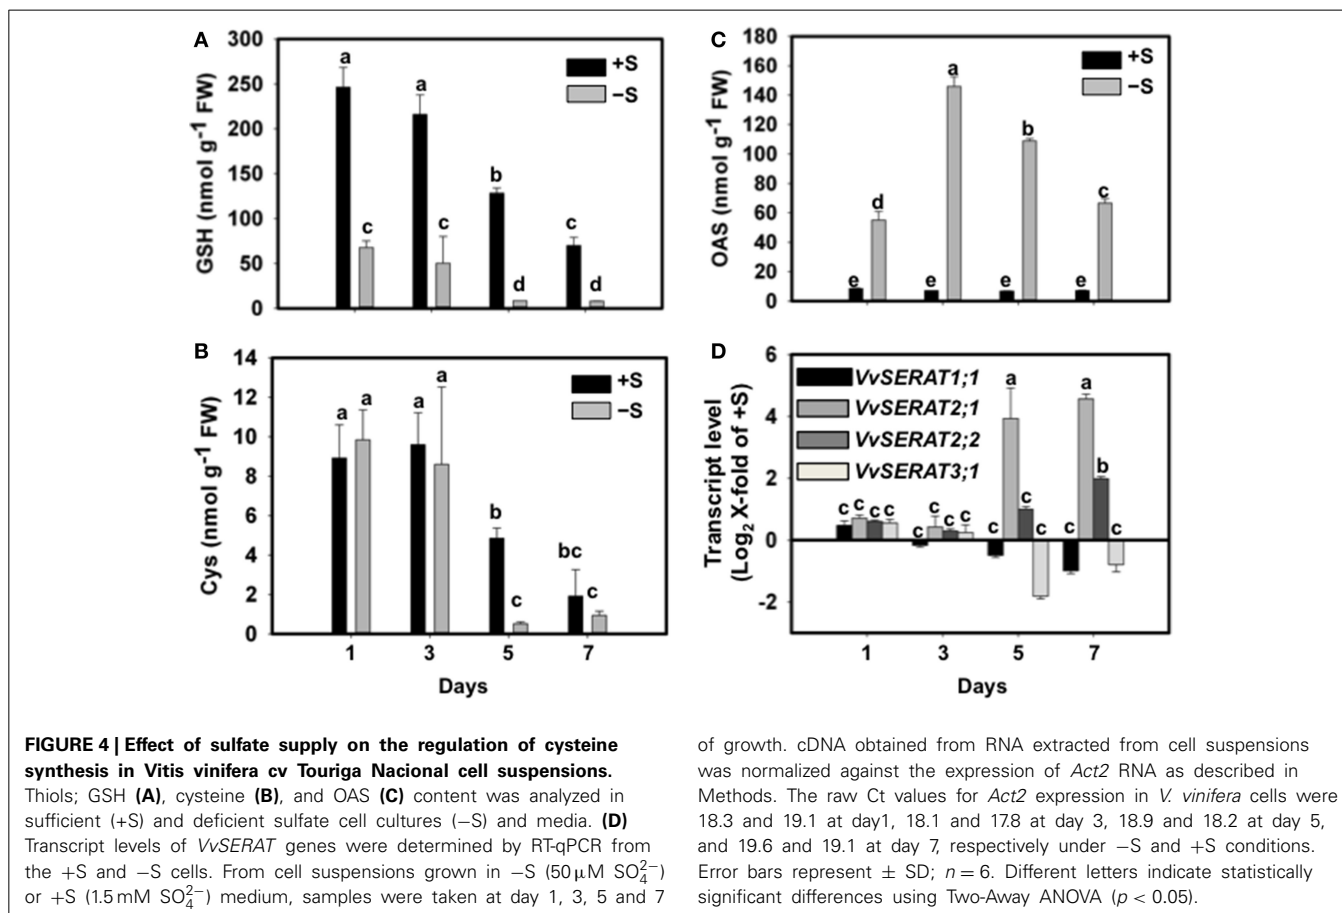 A
300
250
200
150
100
50
0
GSH (nmol g-1 FW)
+S
−S
a
a
b
c
c
c
d
d
B
14
12
10
8
6
4
2
0
Cys (nmol g-1 FW)
+S
−S
a
a
a
a
b
c
bc
c
1
3
5
7
Days
C
180
160
140
120
100
80
60
40
20
0
OAS (nmol g-1 FW)
+S
−S
e
d
e
a
e
b
e
c
D
6
4
2
0
-2
Transcript level
(Log2 X-fold of +S)
VvSERAT1;1
VvSERAT2;1
VvSERAT2;2
VvSERAT3;1
c
c
c
c
c
c
c
c
c
a
c
c
c
a
b
c
1
3
5
7
Days
FIGURE 4 | Effect of sulfate supply on the regulation of cysteine
synthesis in Vitis vinifera cv Touriga Nacional cell suspensions.
Thiols; GSH (A), cysteine (B), and OAS (C) content was analyzed in
sufficient (+S) and deficient sulfate cell cultures (−S) and media. (D)
Transcript levels of VvSERAT genes were determined by RT-qPCR from
the +S and −S cells. From cell suspensions grown in −S (50 μM SO4^2−)
or +S (1.5 mM SO4^2−) medium, samples were taken at day 1, 3, 5 and 7
of growth. cDNA obtained from RNA extracted from cell suspensions
was normalized against the expression of Act2 RNA as described in
Methods. The raw Ct values for Act2 expression in V. vinifera cells were
18.3 and 19.1 at day1, 18.1 and 17.8 at day 3, 18.9 and 18.2 at day 5,
and 19.6 and 19.1 at day 7, respectively under −S and +S conditions.
Error bars represent ± SD; n = 6. Different letters indicate statistically
significant differences using Two-Way ANOVA (p < 0.05).